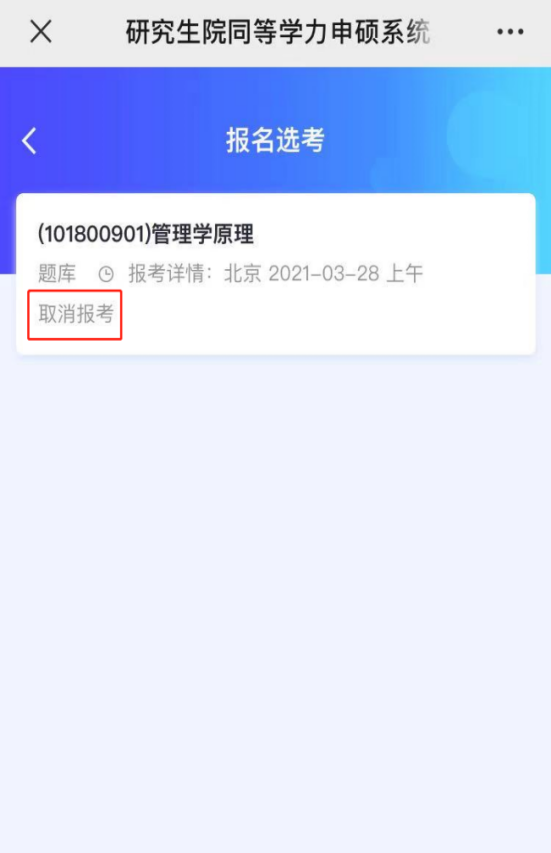 研究生院同等学力申硕系统
报名选考
(101800901)管理学原理
题库 报考详情：北京 2021-03-28 上午
取消报考